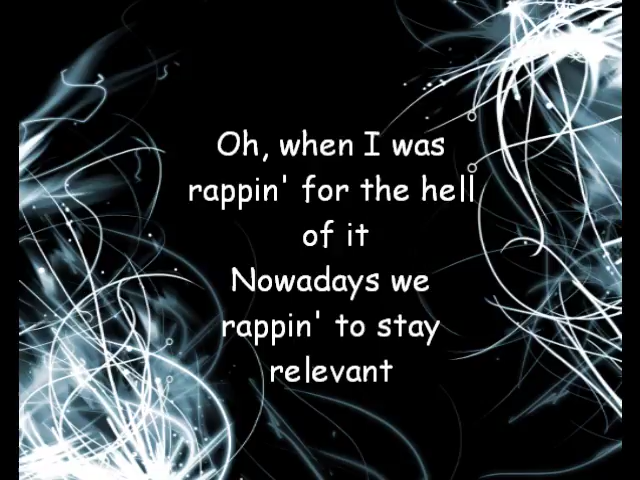 Oh, when I was
rappin' for the hell
of it
Nowadays we
rappin' to stay
relevant